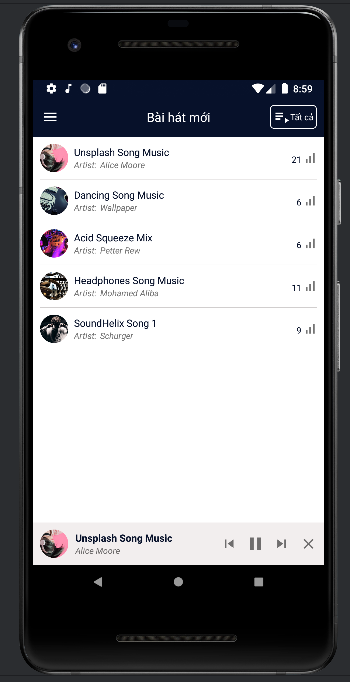 8:59
Bài hát mới
Tất cả
Unsplash Song Music
Artist: Alice Moore
21
Dancing Song Music
Artist: Wallpaper
6
Acid Squeeze Mix
Artist: Petter Rew
6
Headphones Song Music
Artist: Mohamed Aliba
11
SoundHelix Song 1
Artist: Schurger
9
Unsplash Song Music
Alice Moore